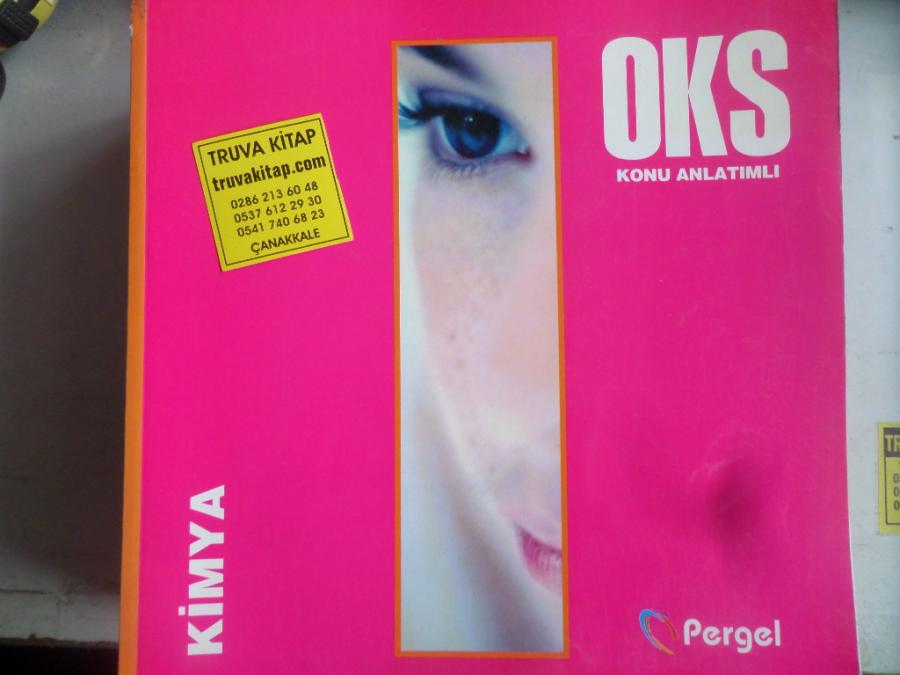 OKS
KONU ANLATIMLI
TRUVA KİTAP
truvakitap.com
0286 213 60 48
0537 612 29 30
0541 740 68 23
ÇANAKKALE
KİMYA
Pergel
TR